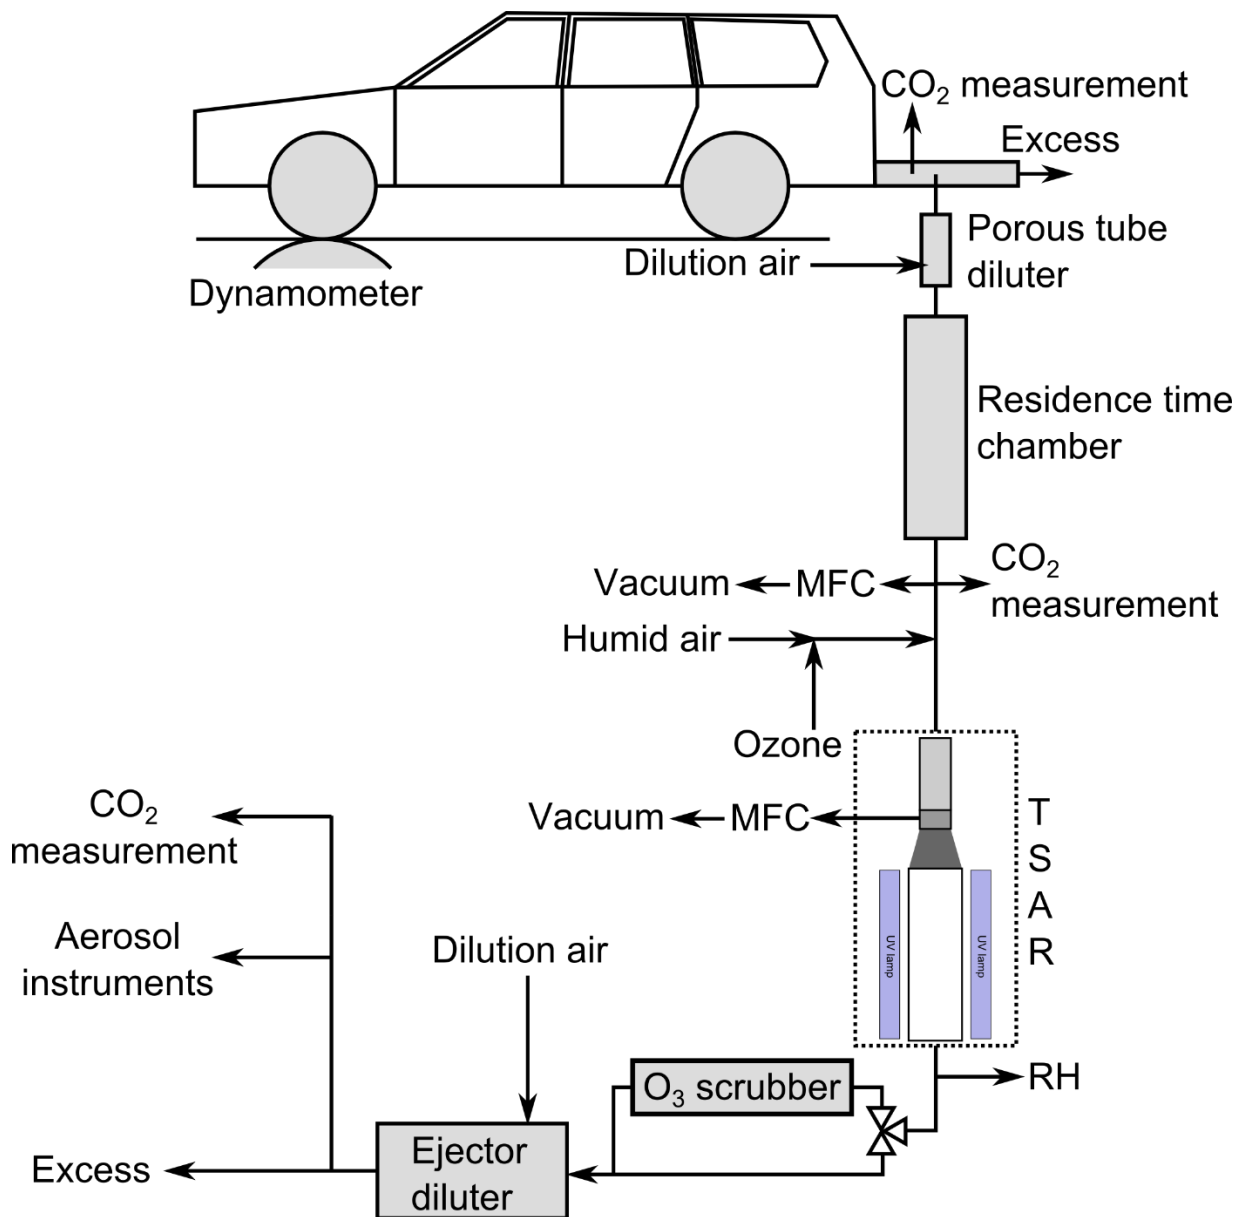 CO₂ measurement
Excess
Porous tube
diluter
Dilution air
Dynamometer
Residence time
chamber
CO₂
measurement
Vacuum
MFC
Humid air
Ozone
Vacuum
MFC
T
S
A
R
UV lamp
UV lamp
CO₂
measurement
Aerosol
instruments
Dilution air
RH
O₃ scrubber
Ejector
diluter
Excess